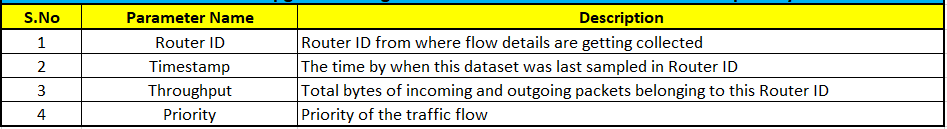 S.No Parameter Name Description
1 Router ID Router ID from where flow details are getting collected
2 Timestamp The time by when this dataset was last sampled in Router ID
3 Throughput Total bytes of incoming and outgoing packets belonging to this Router ID
4 Priority Priority of the traffic flow